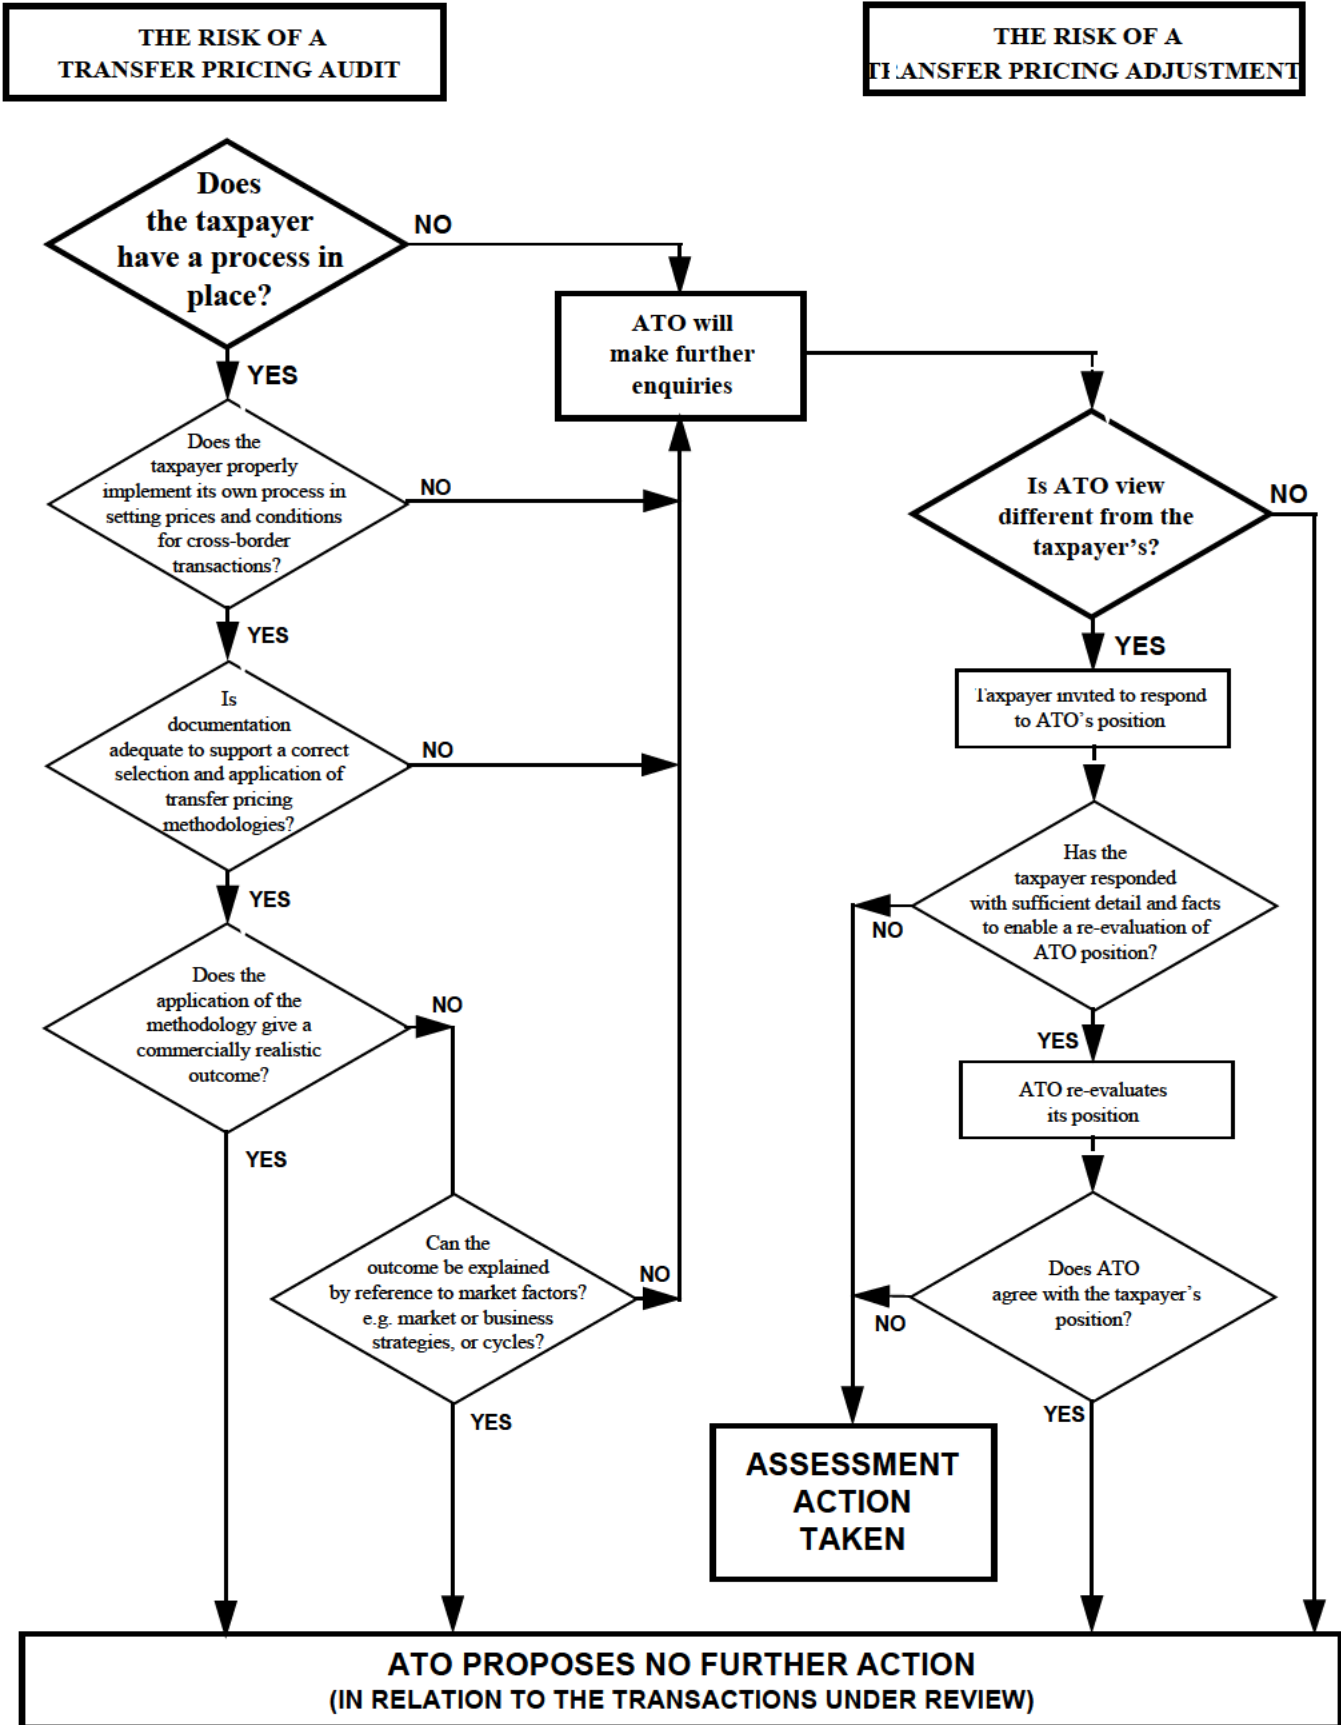 THE RISK OF A
TRANSFER PRICING AUDIT
THE RISK OF A
TRANSFER PRICING ADJUSTMENT
Does
the taxpayer
have a process in
place?
NO
YES
ATO will
make further
enquiries
Does the
taxpayer properly
implement its own process in
setting prices and conditions
for cross-border
transactions?
NO
YES
Is
documentation
adequate to support a correct
selection and application of
transfer pricing
methodologies?
NO
YES
Does the
application of the
methodology give a
commercially realistic
outcome?
NO
YES
Can the
outcome be explained
by reference to market factors?
e.g. market or business
strategies, or cycles?
NO
YES
Is ATO view
different from the
taxpayer's?
NO
YES
Taxpayer invited to respond
to ATO's position
Has the
taxpayer responded
with sufficient detail and facts
to enable a re-evaluation of
ATO position?
NO
YES
ATO re-evaluates
its position
Does ATO
agree with the taxpayer's
position?
NO
YES
ASSESSMENT
ACTION
TAKEN
ATO PROPOSES NO FURTHER ACTION
(IN RELATION TO THE TRANSACTIONS UNDER REVIEW)